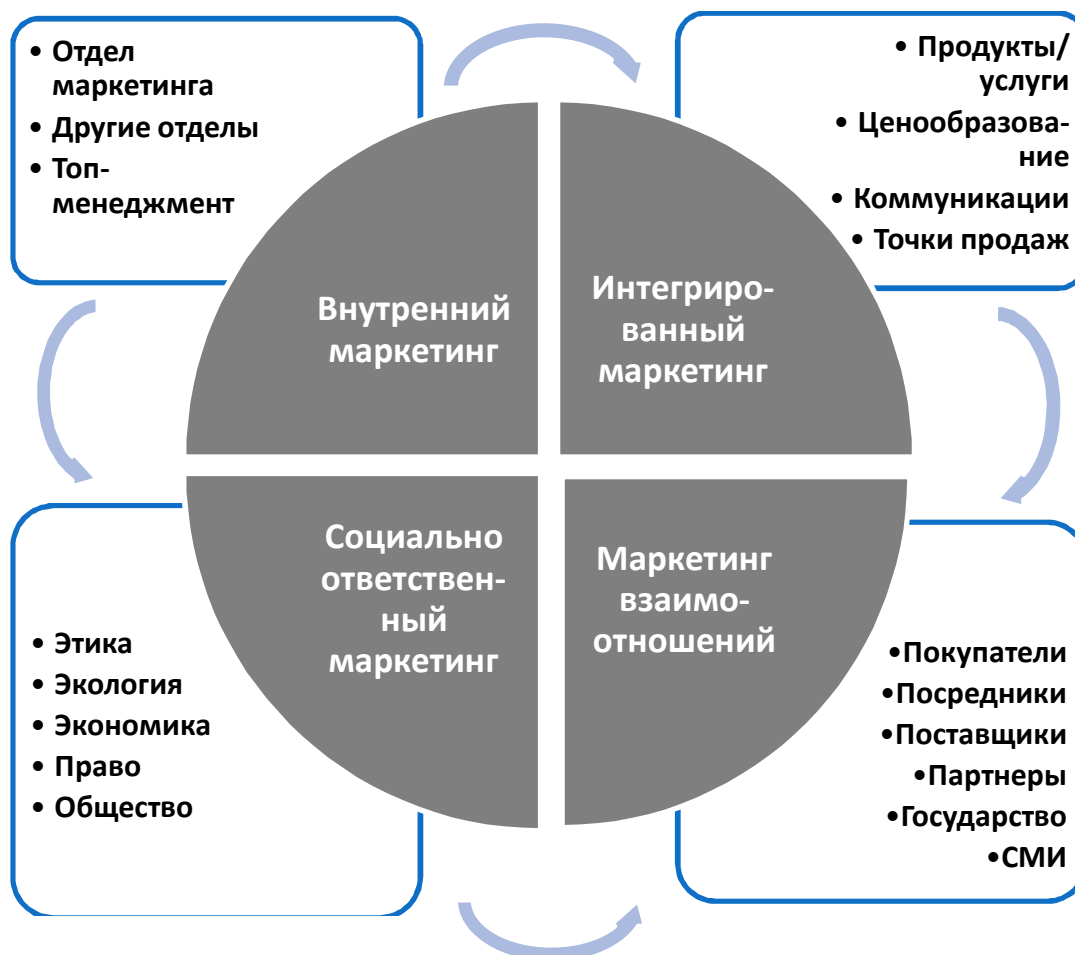 • Отдел
маркетинга
• Другие отделы
• Топ-
менеджмент
• Продукты/
услуги
• Ценообразова-
ние
• Коммуникации
• Точки продаж
Внутренний
маркетинг
Интегриро-
ванный
маркетинг
Социально
ответствен-
ный
маркетинг
Маркетинг
взаимо-
отношений
• Этика
• Экология
• Экономика
• Право
• Общество
•Покупатели
•Посредники
•Поставщики
•Партнеры
•Государство
•СМИ